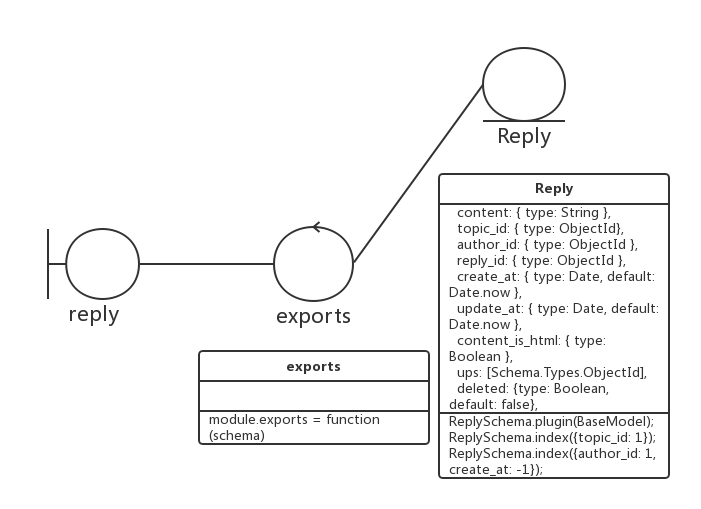 Reply
reply
exports
exports
module.exports = function
(schema)
Reply
content: { type: String },
topic_id: { type: ObjectId},
author_id: { type: ObjectId },
reply_id: { type: ObjectId },
create_at: { type: Date, default:
Date.now },
update_at: { type: Date, default:
Date.now },
content_is_html: { type:
Boolean },
ups: [Schema.Types.ObjectId],
deleted: {type: Boolean,
default: false},
ReplySchema.plugin(BaseModel);
ReplySchema.index({topic_id: 1});
ReplySchema.index({author_id: 1,
create_at: -1});